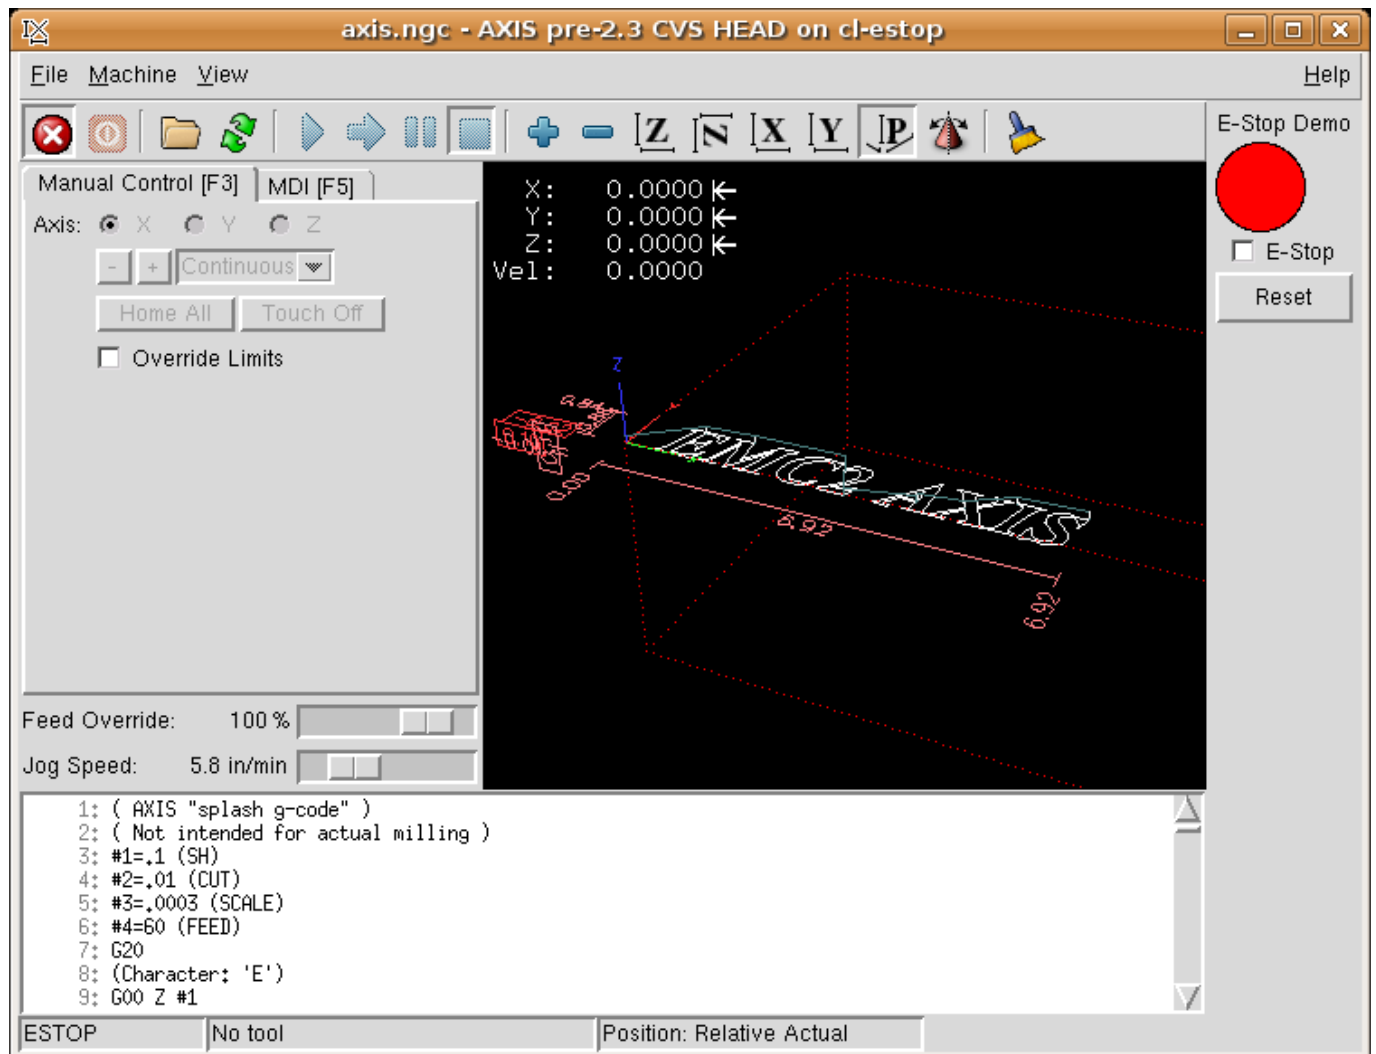 axis.ngc - AXIS pre-2.3 CVS HEAD on cl-estop
File Machine View Help
Z N X Y P
E-Stop Demo
E-Stop
Reset
Manual Control [F3] MDI [F5]
Axis: X Y Z
- + Continuous
Home All Touch Off
Override Limits
X: 0.0000
Y: 0.0000
Z: 0.0000
Vel: 0.0000
Z
0.00
6.92
6.92
EMC2 AXIS
Feed Override: 100 %
Jog Speed: 5.8 in/min
1: ( AXIS "splash g-code" )
2: ( Not intended for actual milling )
3: #1=.1 (SH)
4: #2=.01 (CUT)
5: #3=.0003 (SCALE)
6: #4=60 (FEED)
7: G20
8: (Character: 'E')
9: G00 Z #1
ESTOP No tool Position: Relative Actual